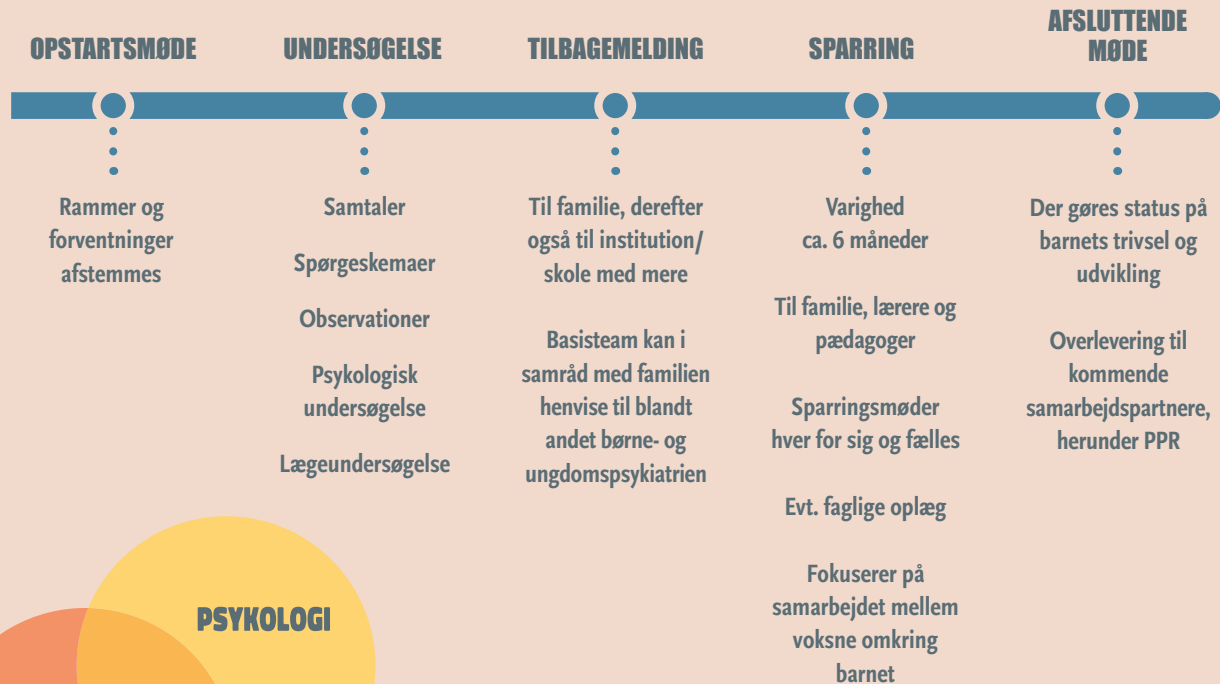 OPSTARTSMØDE
Rammer og
forventninger
afstemmes
UNDERSØGELSE
Samtaler
Spørgeskemaer
Observationer
Psykologisk
undersøgelse
Lægeundersøgelse
TILBAGEMELDING
Til familie, derefter
også til institution/
skole med mere
Basisteam kan i
samråd med familien
henvise til blandt
andet børne- og
ungdomspsykiatrien
SPARRING
Varighed
ca. 6 måneder
Til familie, lærere og
pædagoger
Sparringsmøder
hver for sig og fælles
Evt. faglige oplæg
Fokuserer på
samarbejdet mellem
voksne omkring
barnet
AFSLUTTENDE
MØDE
Der gøres status på
barnets trivsel og
udvikling
Overlevering til
kommende
samarbejdspartnere,
herunder PPR
PSYKOLOGI